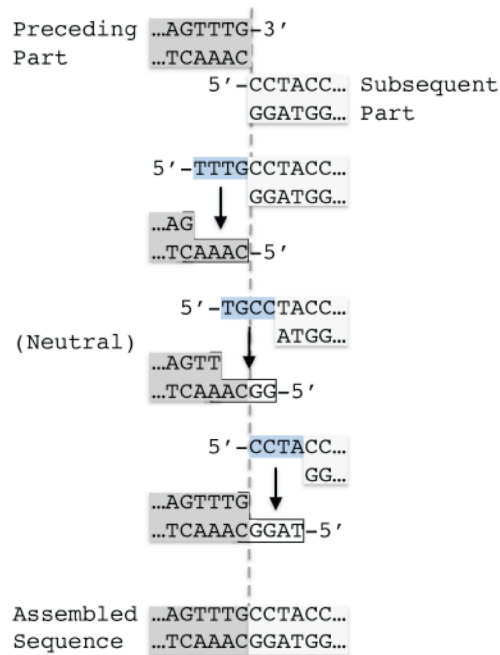 Preceding …AGTTTG-3’
Part …TCAAAC
5’-CCTACC… Subsequent
GGATGG… Part
5’-TTTGCCTACC…
GGATGG…
…AG
…TCAAAC-5’
5’-TGCCTACC…
ATGG…
(Neutral)
…AGTT
…TCAAACGG-5’
5’-CCTACC…
GG…
…AGTTTG
…TCAAACGGAT-5’
Assembled …AGTTTGCCTACC…
Sequence …TCAAACGGATGG…